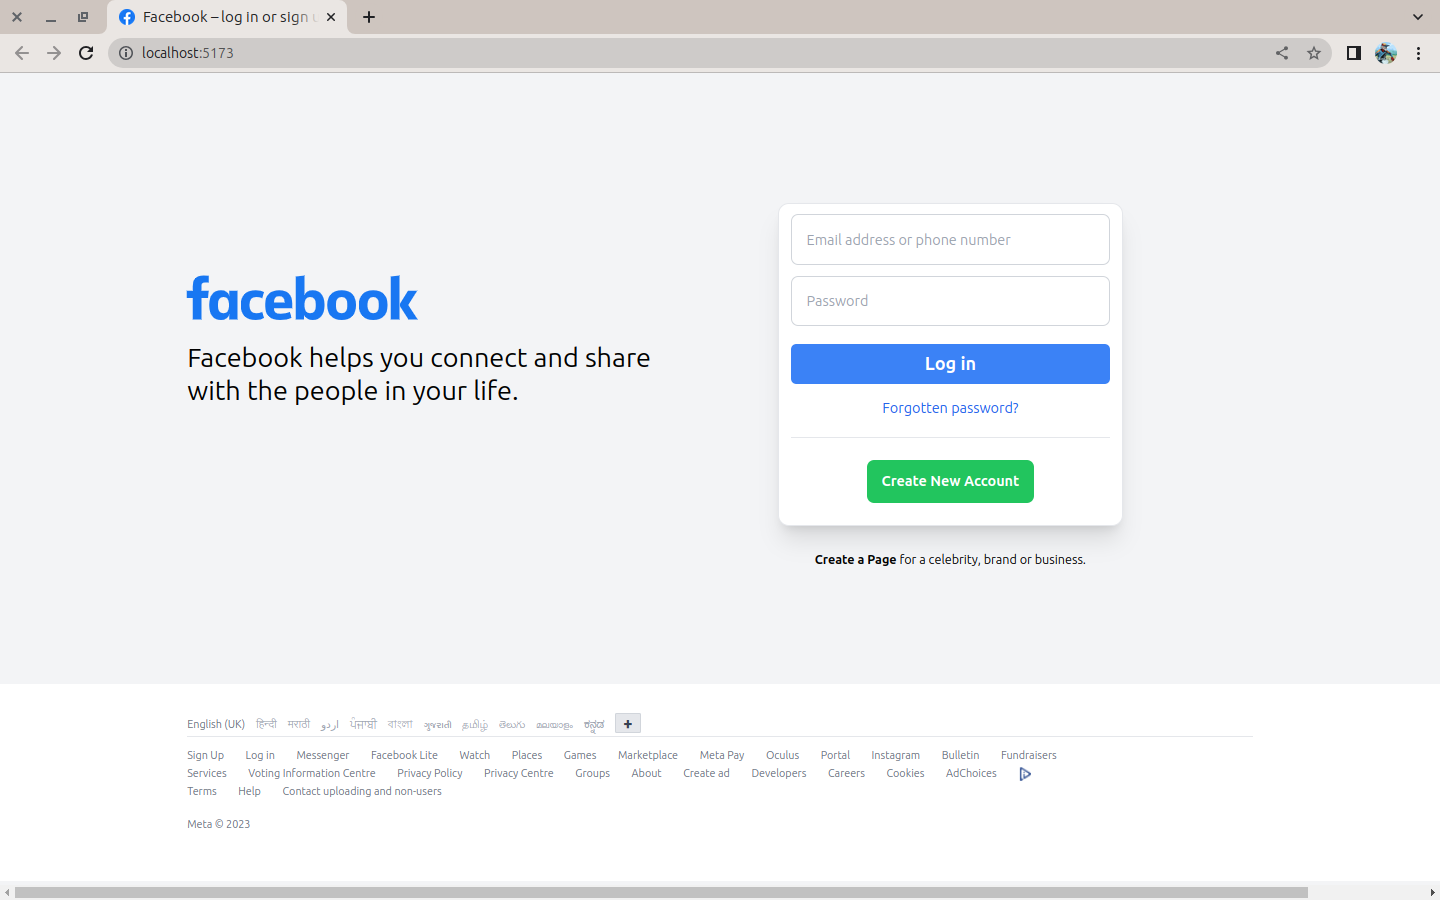 Facebook – log in or sign u
localhost:5173
facebook
Facebook helps you connect and share
with the people in your life.
Email address or phone number
Password
Log in
Forgotten password?
Create New Account
Create a Page for a celebrity, brand or business.
English (UK) हिन्दी मराठी اردو ਪੰਜਾਬੀ বাংলা ગુજરાતી தமிழ் తెలుగు മലയാളം ಕನ್ನಡ +
Sign Up Log in Messenger Facebook Lite Watch Places Games Marketplace Meta Pay Oculus Portal Instagram Bulletin Fundraisers
Services Voting Information Centre Privacy Policy Privacy Centre Groups About Create ad Developers Careers Cookies AdChoices
Terms Help Contact uploading and non-users
Meta © 2023